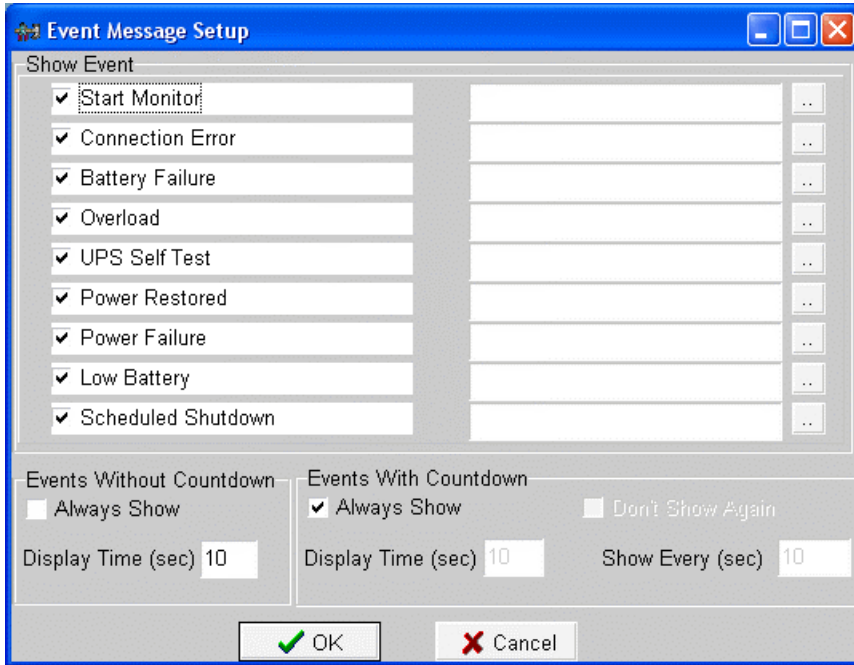 Event Message Setup
Show Event
Start Monitor
..
Connection Error
..
Battery Failure
..
Overload
..
UPS Self Test
..
Power Restored
..
Power Failure
..
Low Battery
..
Scheduled Shutdown
..
Events Without Countdown
Always Show
Display Time (sec) 10
Events With Countdown
Always Show
Don't Show Again
Display Time (sec) 10
Show Every (sec) 10
OK
Cancel